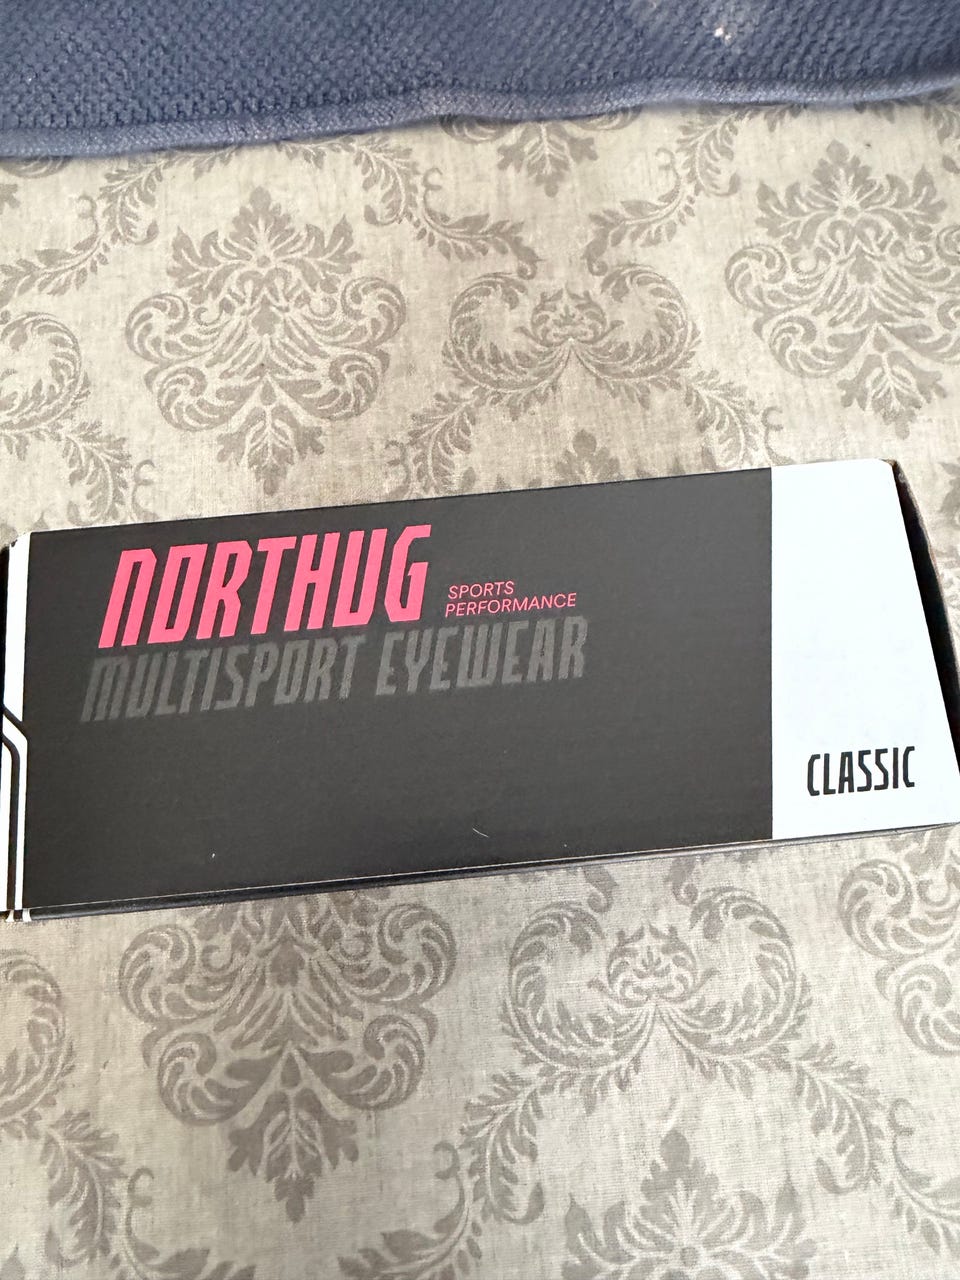 NORTHUG
SPORTS
PERFORMANCE
MULTISPORT EYEWEAR
CLASSIC